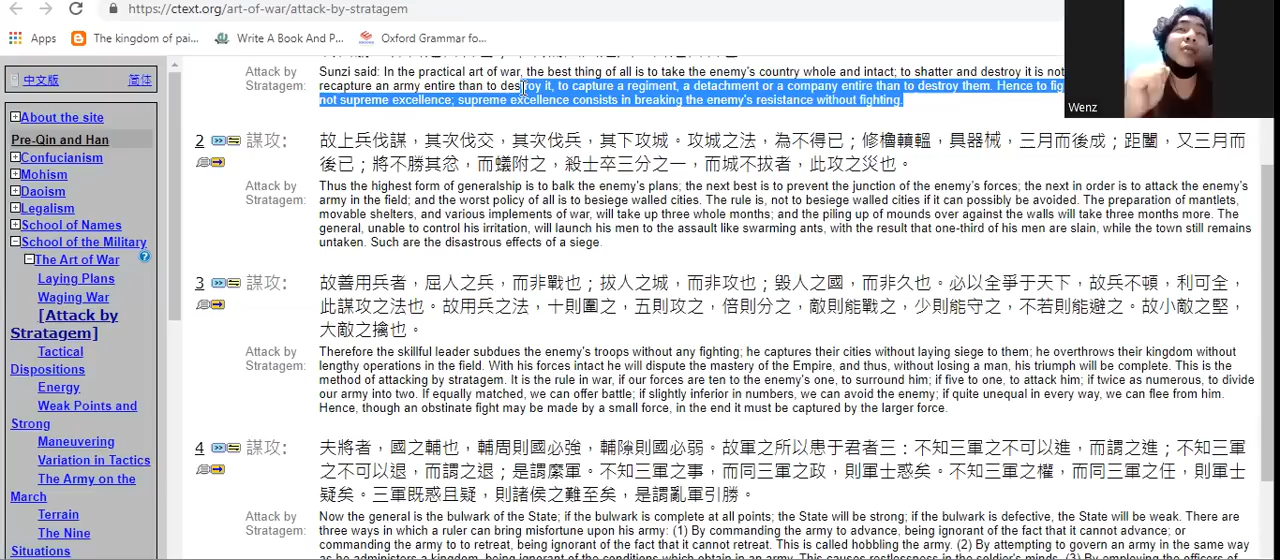 https://ctext.org/art-of-war/attack-by-stratagem
Apps
The kingdom of pai...
Write A Book And P...
Oxford Grammar fo...
Wenz
中文版 简体
About the site
Pre-Qin and Han
Confucianism
Mohism
Daoism
Legalism
School of Names
School of the Military
The Art of War
Laying Plans
Waging War
[Attack by
Stratagem]
Tactical
Dispositions
Energy
Weak Points and
Strong
Maneuvering
Variation in Tactics
The Army on the
March
Terrain
The Nine
Situations
Attack by
Stratagem:
Sunzi said: In the practical art of war, the best thing of all is to take the enemy's country whole and intact; to shatter and destroy it is not
recapture an army entire than to destroy it, to capture a regiment, a detachment or a company entire than to destroy them. Hence to fig
not supreme excellence; supreme excellence consists in breaking the enemy's resistance without fighting.
2 謀攻：
故上兵伐謀，其次伐交，其次伐兵，其下攻城。攻城之法，為不得已；修櫓轒轀，具器械，三月而後成；距闉，又三月而
後已；將不勝其忿，而蟻附之，殺士卒三分之一，而城不拔者，此攻之災也。
Attack by
Stratagem:
Thus the highest form of generalship is to balk the enemy's plans; the next best is to prevent the junction of the enemy's forces; the next in order is to attack the enemy's
army in the field; and the worst policy of all is to besiege walled cities. The rule is, not to besiege walled cities if it can possibly be avoided. The preparation of mantlets,
movable shelters, and various implements of war, will take up three whole months; and the piling up of mounds over against the walls will take three months more. The
general, unable to control his irritation, will launch his men to the assault like swarming ants, with the result that one-third of his men are slain, while the town still remains
untaken. Such are the disastrous effects of a siege.
3 謀攻：
故善用兵者，屈人之兵，而非戰也；拔人之城，而非攻也；毀人之國，而非久也。必以全爭于天下，故兵不頓，利可全，
此謀攻之法也。故用兵之法，十則圍之，五則攻之，倍則分之，敵則能戰之，少則能守之，不若則能避之。故小敵之堅，
大敵之擒也。
Attack by
Stratagem:
Therefore the skillful leader subdues the enemy's troops without any fighting; he captures their cities without laying siege to them; he overthrows their kingdom without
lengthy operations in the field. With his forces intact he will dispute the mastery of the Empire, and thus, without losing a man, his triumph will be complete. This is the
method of attacking by stratagem. It is the rule in war, if our forces are ten to the enemy's one, to surround him; if five to one, to attack him; if twice as numerous, to divide
our army into two. If equally matched, we can offer battle; if slightly inferior in numbers, we can avoid the enemy; if quite unequal in every way, we can flee from him.
Hence, though an obstinate fight may be made by a small force, in the end it must be captured by the larger force.
4 謀攻：
夫將者，國之輔也，輔周則國必強，輔隙則國必弱。故軍之所以患于君者三：不知三軍之不可以進，而謂之進；不知三軍
之不可以退，而謂之退；是謂縻軍。不知三軍之事，而同三軍之政，則軍士惑矣。不知三軍之權，而同三軍之任，則軍士
疑矣。三軍既惑且疑，則諸侯之難至矣，是謂亂軍引勝。
Attack by
Stratagem:
Now the general is the bulwark of the State; if the bulwark is complete at all points; the State will be strong; if the bulwark is defective, the State will be weak. There are
three ways in which a ruler can bring misfortune upon his army: (1) By commanding the army to advance, being ignorant of the fact that it cannot advance; or
commanding the army to retreat, being ignorant of the fact that it cannot retreat. This is called hobbling the army. (2) By attempting to govern an army in the same way